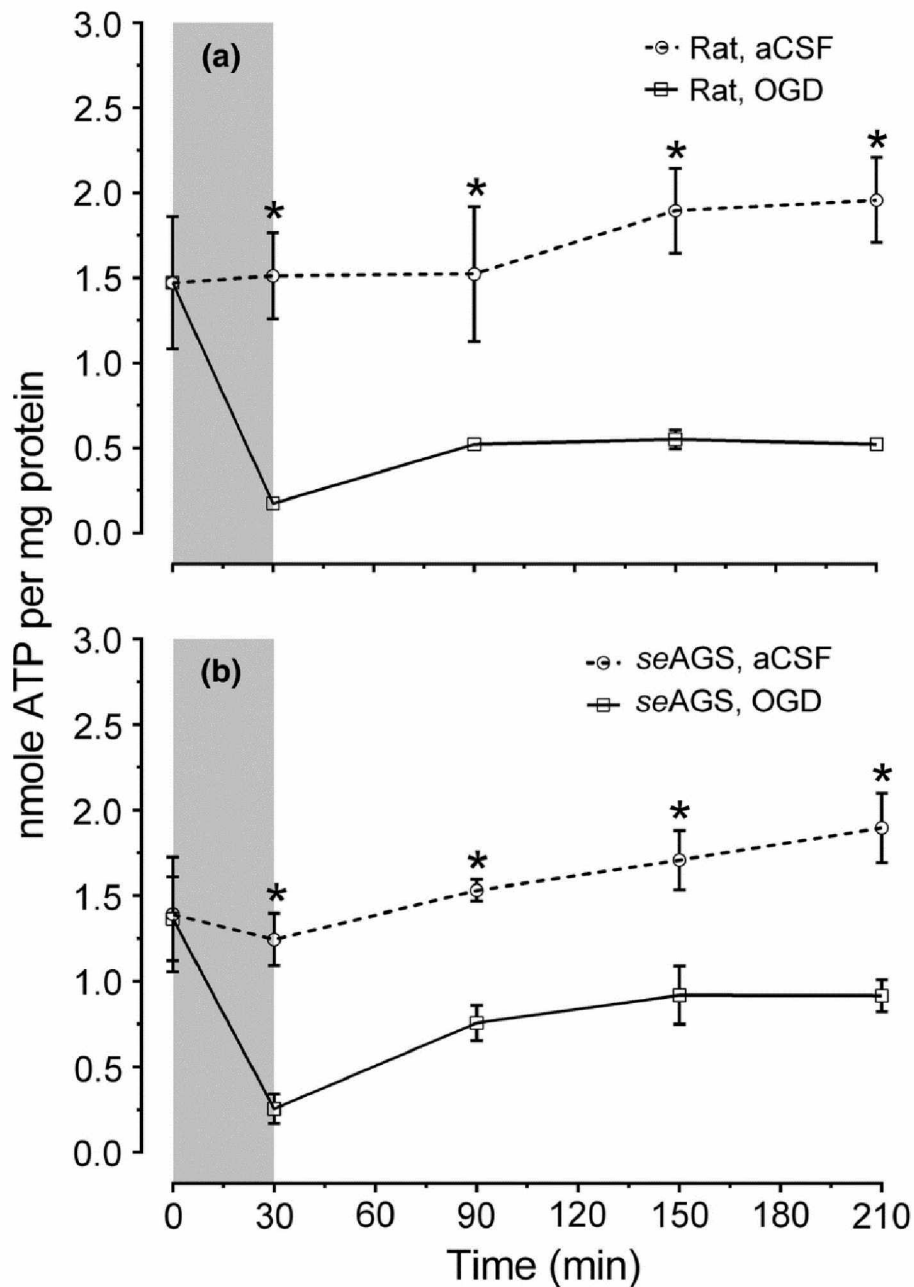 nmole ATP per mg protein
(a)
Rat, aCSF
Rat, OGD
3.0
2.5
2.0
1.5
1.0
0.5
0.0
*
*
*
*
(b)
seAGS, aCSF
seAGS, OGD
3.0
2.5
2.0
1.5
1.0
0.5
0.0
*
*
*
*
0 30 60 90 120 150 180 210
Time (min)